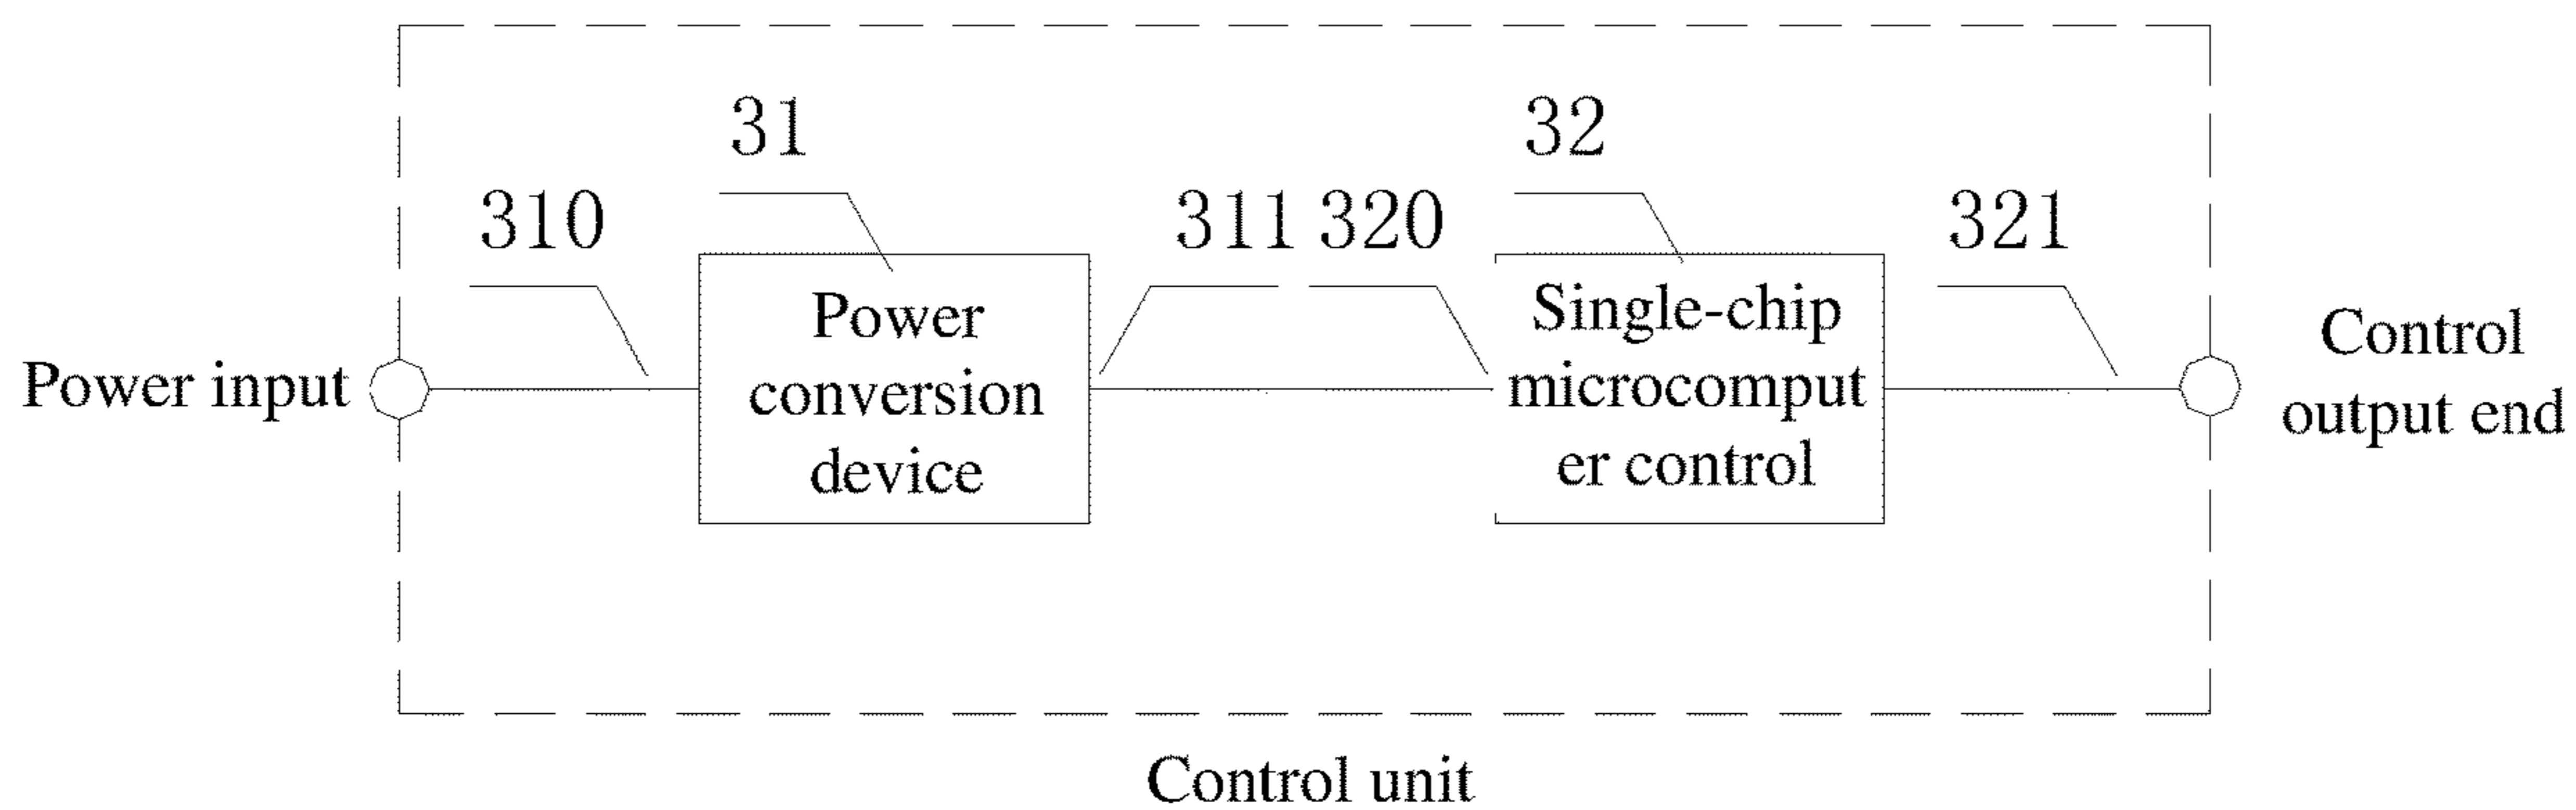 31
32
310
311
320
321
Power input
Power
conversion
device
Single-chip
microcomput
er control
Control
output end
Control unit